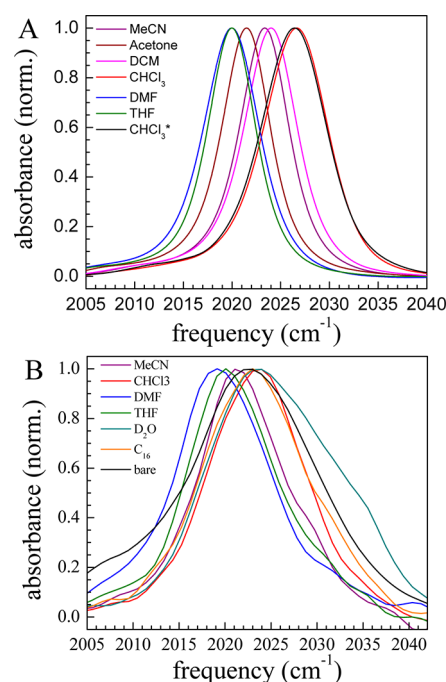 A
MeCN
Acetone
DCM
CHCl3
DMF
THF
CHCl3*
absorbance (norm.)
1.0
0.8
0.6
0.4
0.2
0.0
2005 2010 2015 2020 2025 2030 2035 2040
frequency (cm-1)
B
MeCN
CHCl3
DMF
THF
D2O
C16
bare
absorbance (norm.)
1.0
0.8
0.6
0.4
0.2
0.0
2005 2010 2015 2020 2025 2030 2035 2040
frequency (cm-1)